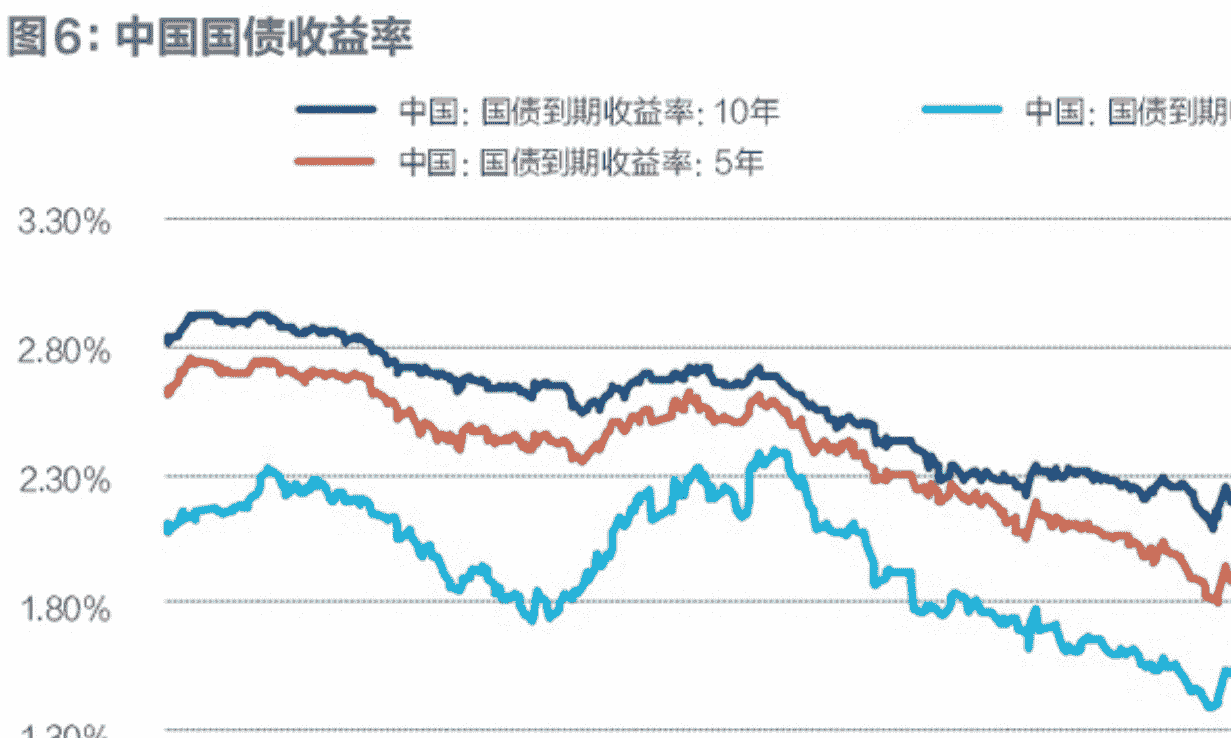 图6：中国国债收益率
中国：国债到期收益率：10年
中国：国债到期
中国：国债到期收益率：5年
3.30%
2.80%
2.30%
1.80%